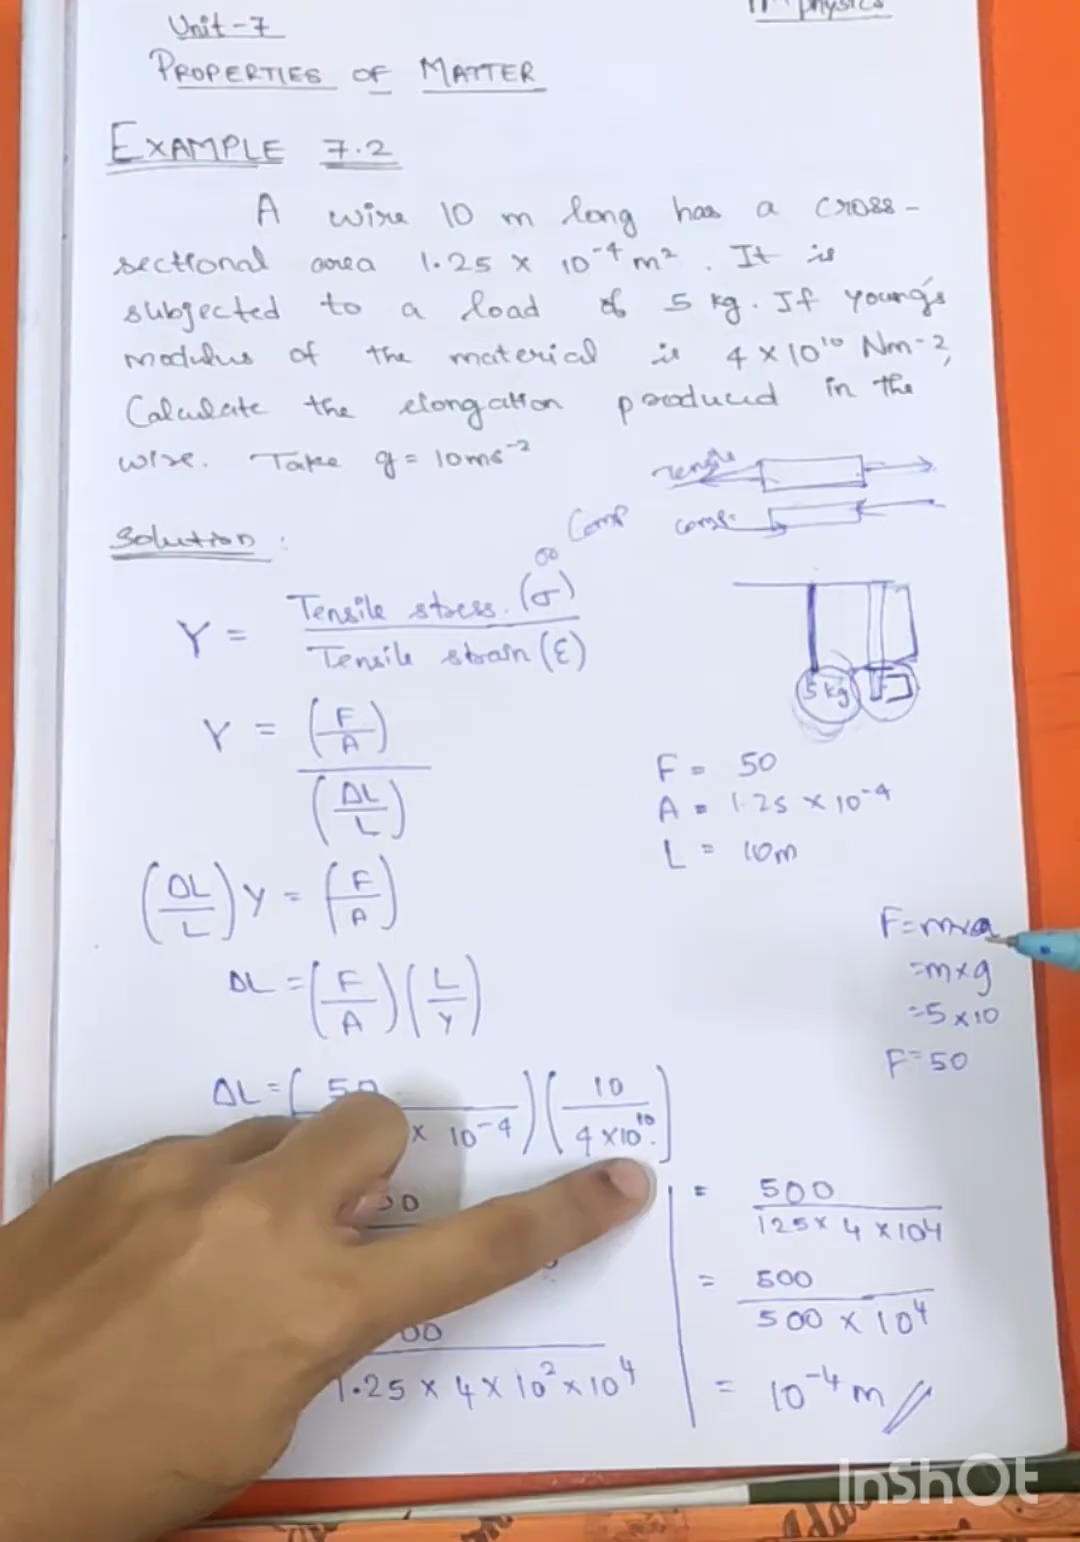 Unit-7
physics
PROPERTIES OF MATTER
EXAMPLE 7.2
A wire 10 m long has a cross-
sectional area 1.25 × 10⁻⁴ m². It is
subjected to a load of 5 kg. If young's
modulus of the material is 4 × 10¹⁰ Nm-2,
Calculate the elongation produced in the
wire. Take g = 10ms⁻²
Tensile
Comp
comp.
Solution :
Y = Tensile stress. (σ)
Tensile strain (ε)
5 kg
Y = (F/A)
(ΔL/L)
F = 50
A = 1.25 × 10⁻⁴
L = 10m
(ΔL/L) Y = (F/A)
F=m×a
=m×g
=5×10
F=50
ΔL = (F/A)(L/Y)
ΔL = ( 50
× 10⁻⁴)(10/4×10¹⁰.)
1.25 × 4 × 10² × 10⁴
= 500
125 × 4 × 10⁴
= 500
500 × 10⁴
= 10⁻⁴ m //
InShOt